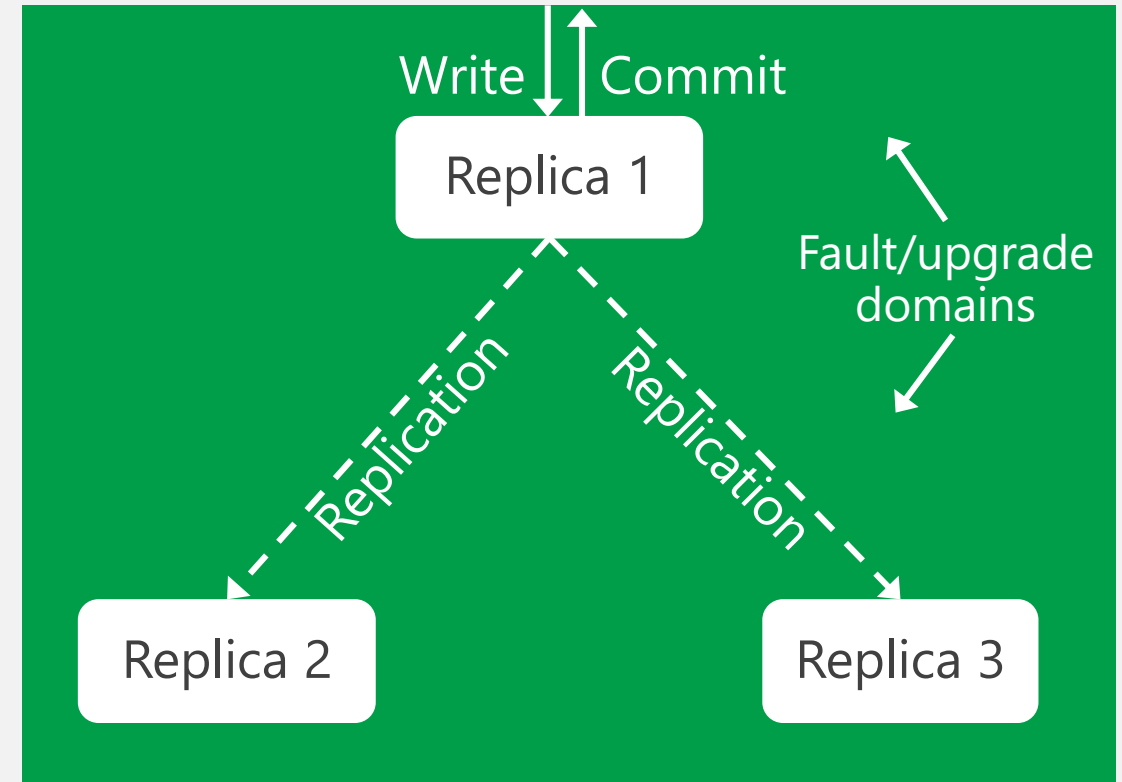 Write
Commit
Replica 1
Fault/upgrade
domains
Replication
Replication
Replica 2
Replica 3